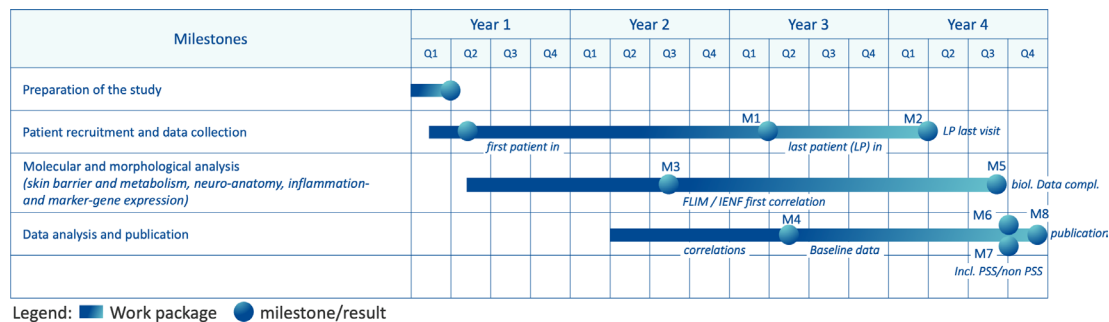 Milestones
Year 1 Year 2 Year 3 Year 4
Q1 Q2 Q3 Q4 Q1 Q2 Q3 Q4 Q1 Q2 Q3 Q4 Q1 Q2 Q3 Q4
Preparation of the study
Patient recruitment and data collection
M1 M2
LP last visit
first patient in
last patient (LP) in
Molecular and morphological analysis
(skin barrier and metabolism, neuro-anatomy, inflammation-
and marker-gene expression)
M3 M5
biol. Data compl.
FLIM / IENF first correlation
Data analysis and publication
M4 M6 M8
publication
correlations
Baseline data
M7
Incl. PSS/non PSS
Legend: Work package milestone/result